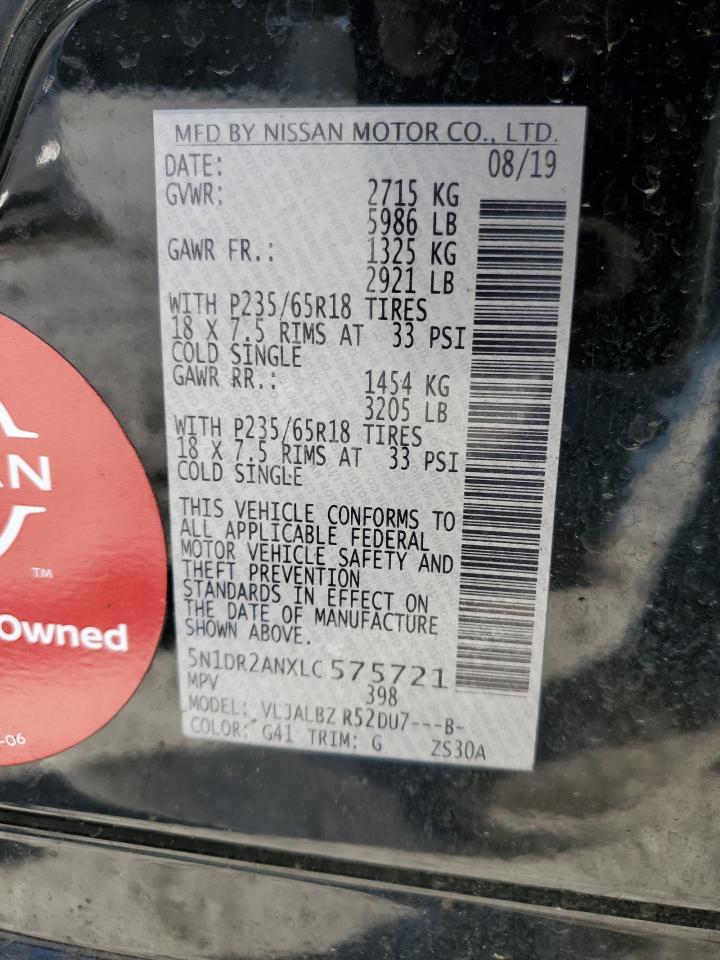 MFD BY NISSAN MOTOR CO., LTD.
DATE: 08/19
GVWR: 2715 KG
5986 LB
GAWR FR.: 1325 KG
2921 LB
WITH P235/65R18 TIRES
18 X 7.5 RIMS AT 33 PSI
COLD SINGLE
GAWR RR.: 1454 KG
3205 LB
WITH P235/65R18 TIRES
18 X 7.5 RIMS AT 33 PSI
COLD SINGLE
THIS VEHICLE CONFORMS TO
ALL APPLICABLE FEDERAL
MOTOR VEHICLE SAFETY AND
THEFT PREVENTION
STANDARDS IN EFFECT ON
THE DATE OF MANUFACTURE
SHOWN ABOVE.
5N1DR2ANXLC575721
MPV 398
MODEL: VLJALBZ R52DU7---B-
COLOR: G41 TRIM: G ZS30A
AN
TM
Owned
-06